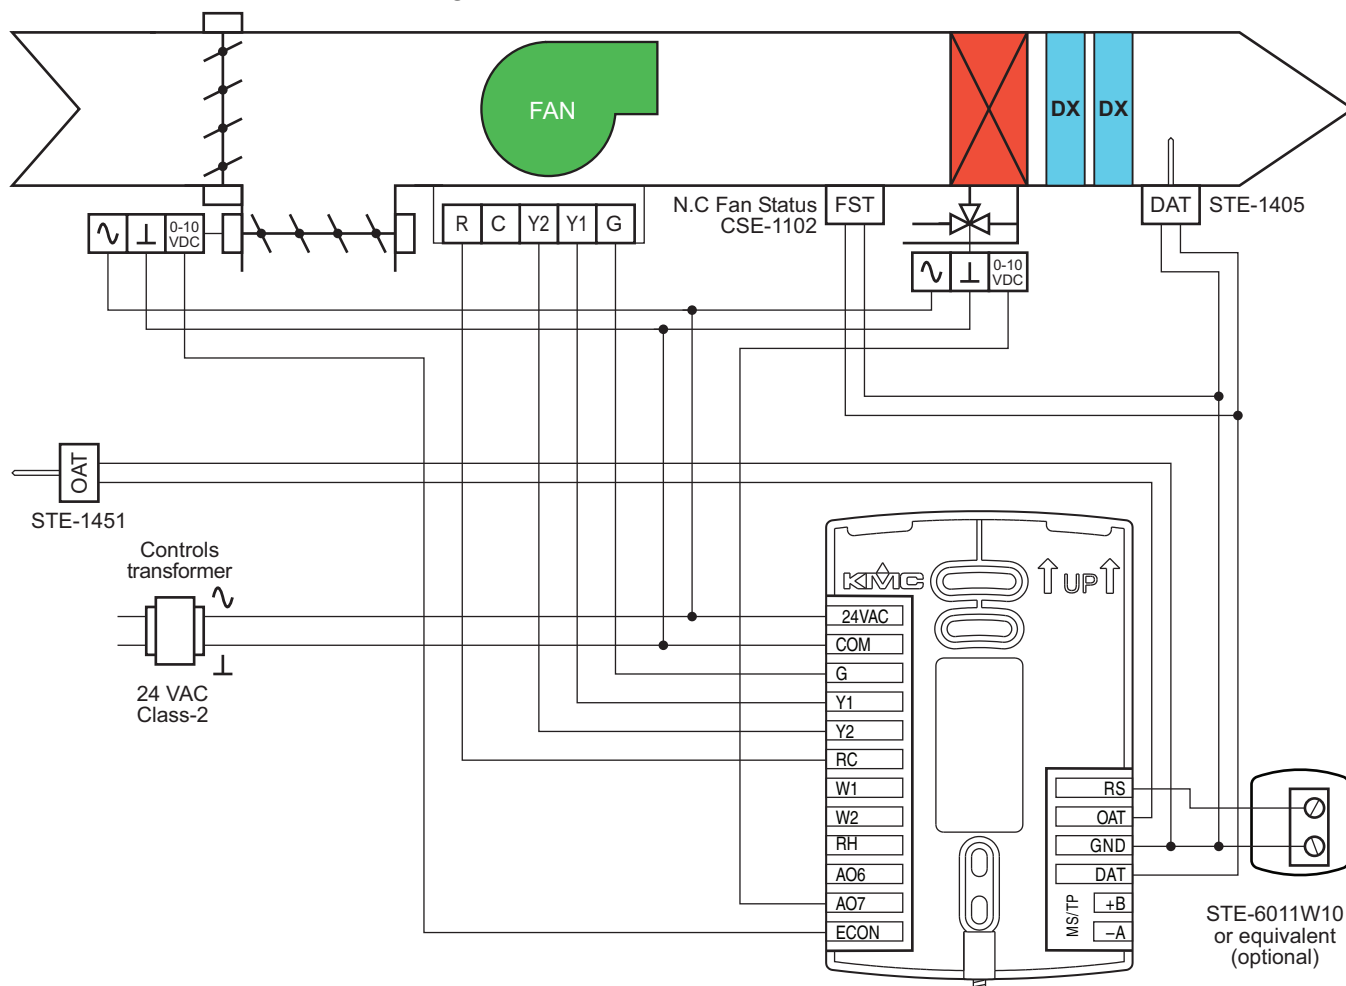 FAN
DX
DX
R
C
Y2
Y1
G
N.C Fan Status
CSE-1102
FST
DAT
STE-1405
0-10
VDC
0-10
VDC
OAT
STE-1451
Controls
transformer
24 VAC
Class-2
KMC
UP
24VAC
COM
G
Y1
Y2
RC
W1
W2
RH
AO6
AO7
ECON
RS
OAT
GND
DAT
MS/TP
+B
–A
STE-6011W10
or equivalent
(optional)